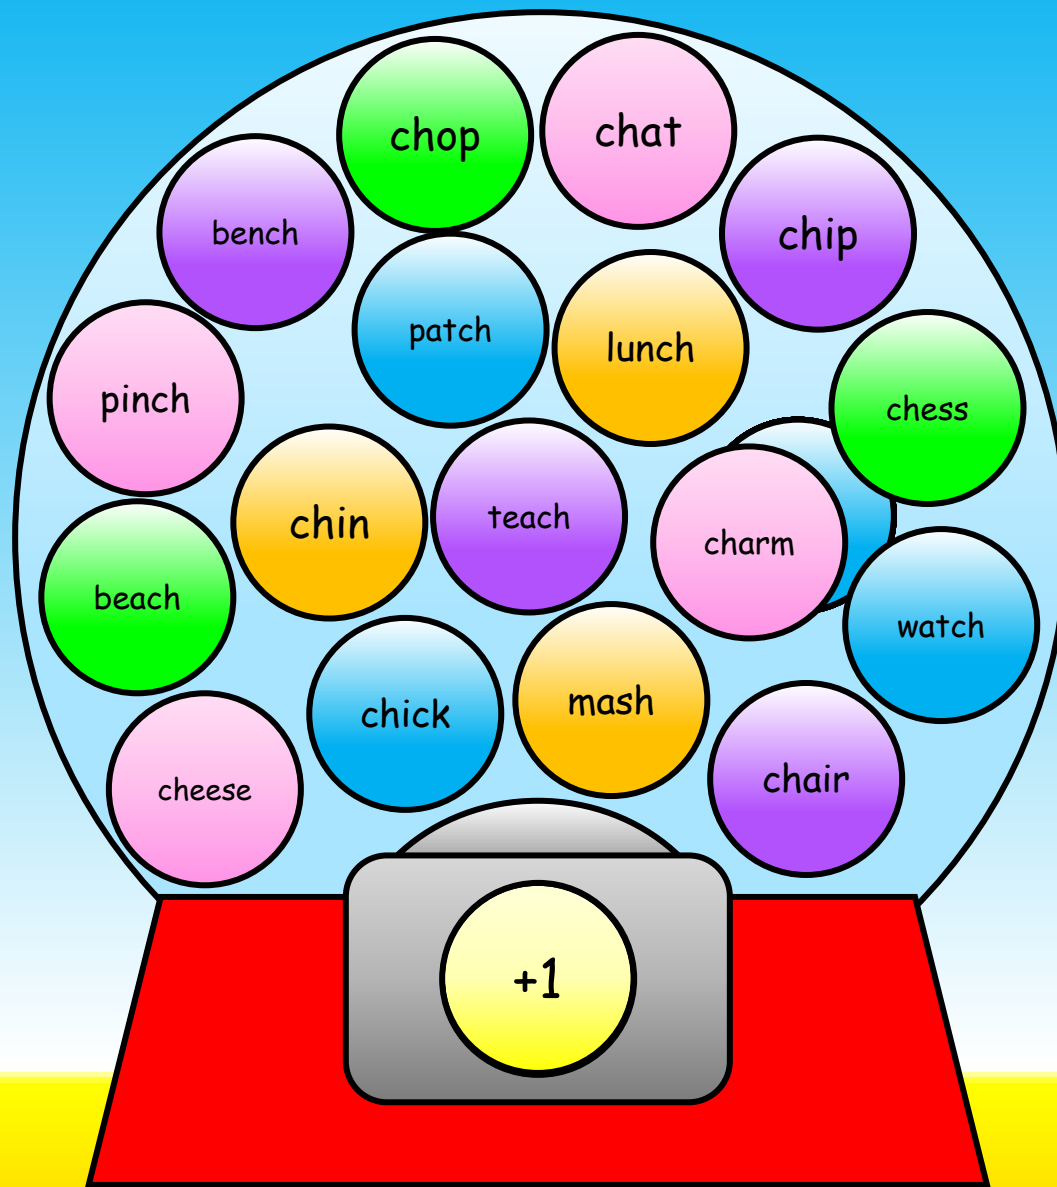 chop
chat
bench
chip
patch
lunch
pinch
chess
chin
teach
charm
beach
watch
chick
mash
chair
cheese
+1